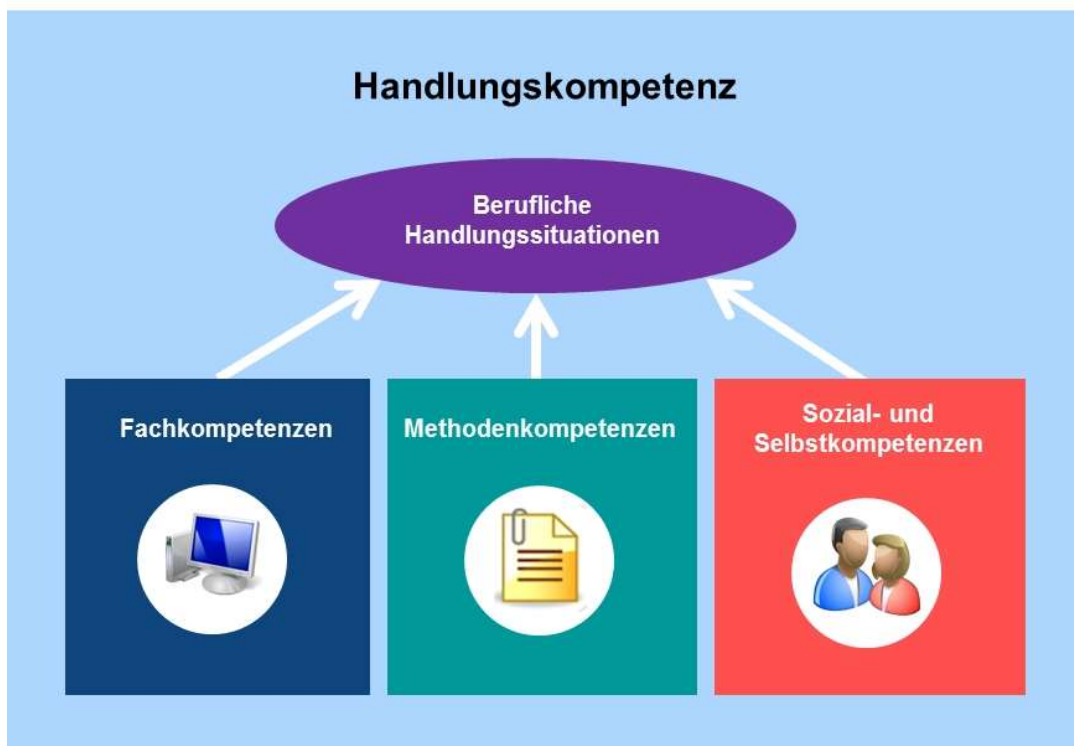 Handlungskompetenz
Berufliche
Handlungssituationen
Fachkompetenzen
Methodenkompetenzen
Sozial- und
Selbstkompetenzen